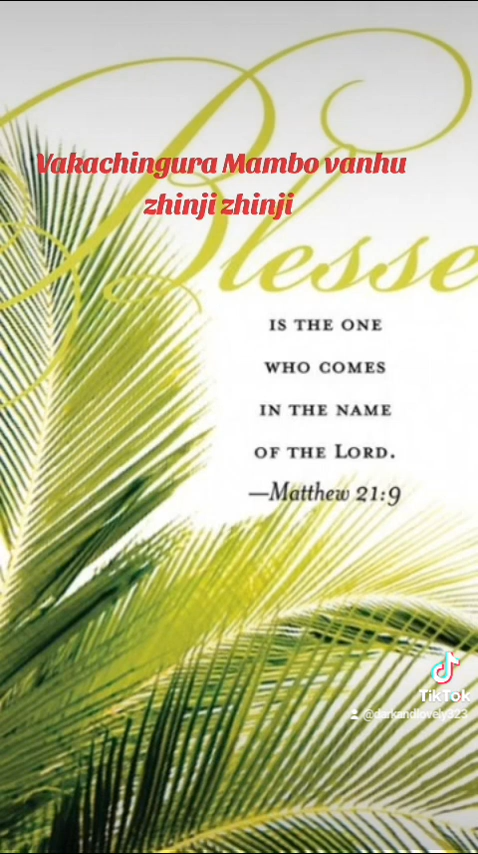 Vakachingura Mambo vanhu
zhinji zhinji
Blesse
IS THE ONE
WHO COMES
IN THE NAME
OF THE LORD.
—Matthew 21:9
TikTok
@darkandlovely323